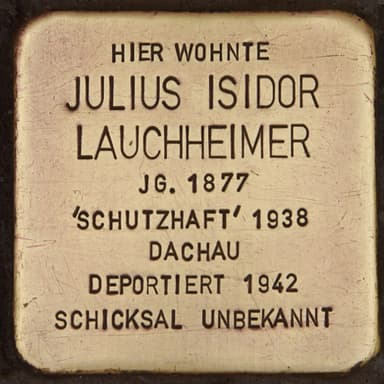 HIER WOHNTE
JULIUS ISIDOR
LAUCHHEIMER
JG. 1877
'SCHUTZHAFT' 1938
DACHAU
DEPORTIERT 1942
SCHICKSAL UNBEKANNT